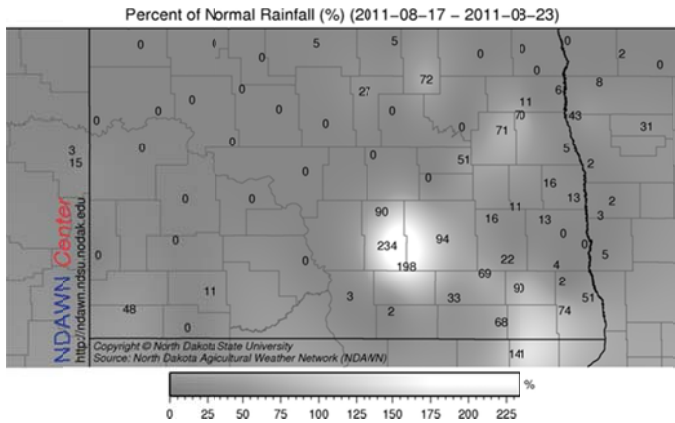 Percent of Normal Rainfall (%) (2011-08-17 - 2011-08-23)
0 0 5 5 0 0 0 2 0
0 0 72 0 8
0 27 6
0 0 0 0 11 70 43
0 0 0 71 31
3 15 0 0 0 51 5 2
0 0 0 16
0 0 90 11 13 2
16 13 3
0 234 94 0 0
0 0 198 22 4 5
69 2
11 3 33 90 51
48 2 74
0 68
141
NDAWN Center
http://ndawn.ndsu.nodak.edu
Copyright © North Dakota State University
Source: North Dakota Agricultural Weather Network (NDAWN)
%
0 25 50 75 100 125 150 175 200 225